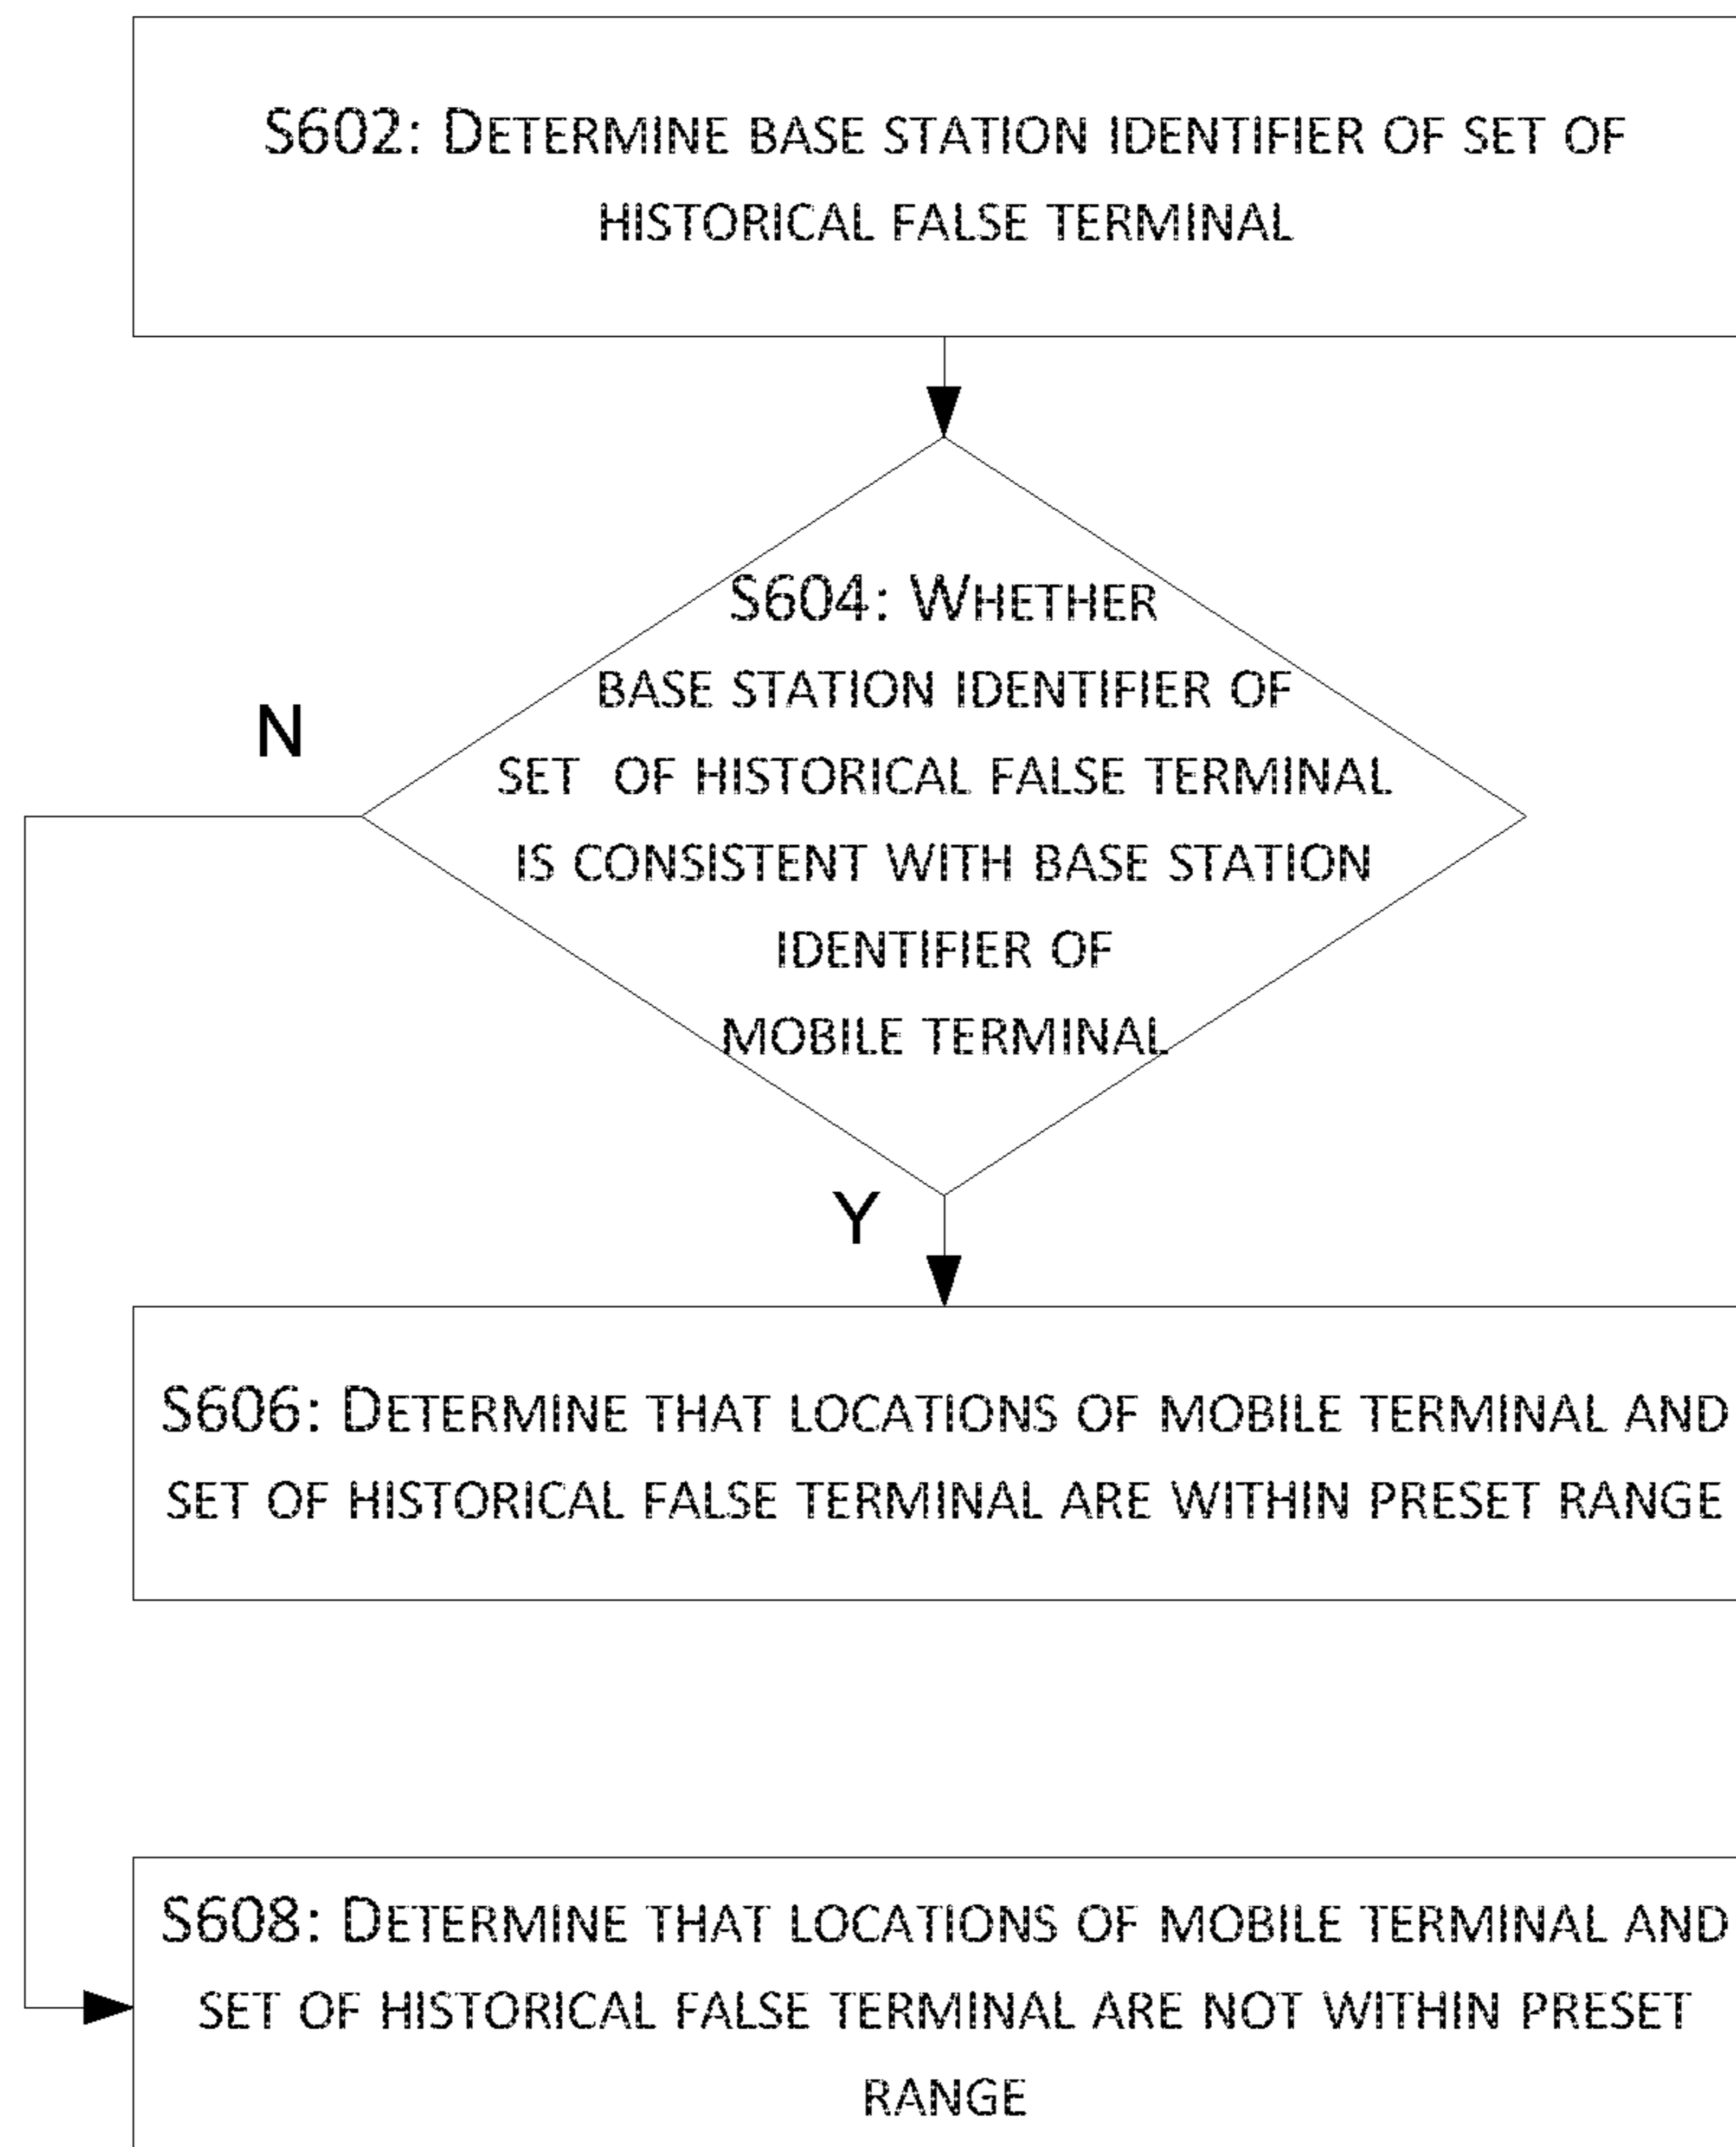 S602: DETERMINE BASE STATION IDENTIFIER OF SET OF
HISTORICAL FALSE TERMINAL
S604: WHETHER
BASE STATION IDENTIFIER OF
SET OF HISTORICAL FALSE TERMINAL
IS CONSISTENT WITH BASE STATION
IDENTIFIER OF
MOBILE TERMINAL
N
Y
S606: DETERMINE THAT LOCATIONS OF MOBILE TERMINAL AND
SET OF HISTORICAL FALSE TERMINAL ARE WITHIN PRESET RANGE
S608: DETERMINE THAT LOCATIONS OF MOBILE TERMINAL AND
SET OF HISTORICAL FALSE TERMINAL ARE NOT WITHIN PRESET
RANGE